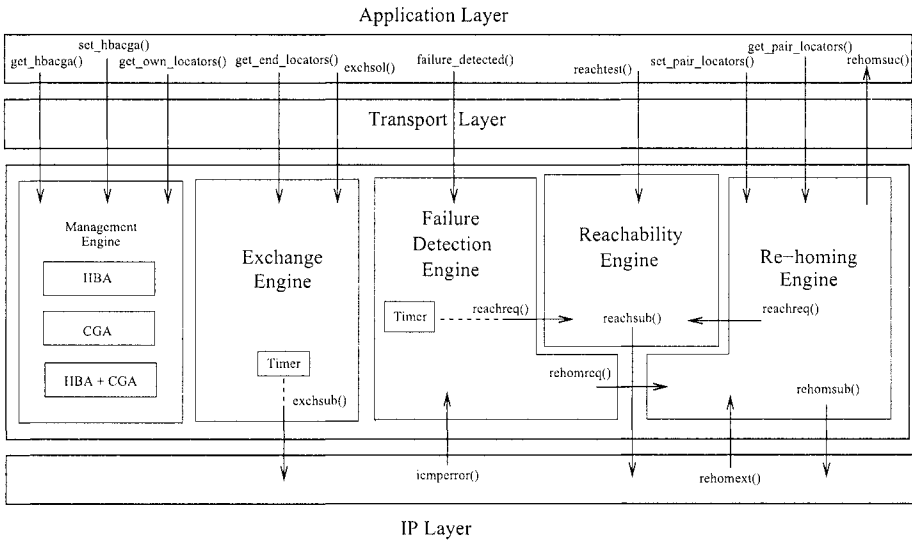 Application Layer
set_hbacga()
get_pair_locators()
get_hbacga()
get_own_locators()
get_end_locators()
exchsol()
failure_detected()
reachtest()
set_pair_locators()
rehomsuc()
Transport Layer
Management
Engine
HBA
CGA
HBA + CGA
Exchange
Engine
Timer
exchsub()
Failure
Detection
Engine
Timer
reachreq()
icmperror()
Reachability
Engine
reachsub()
rehomreq()
Re-homing
Engine
reachreq()
rehomsub()
rehomext()
IP Layer